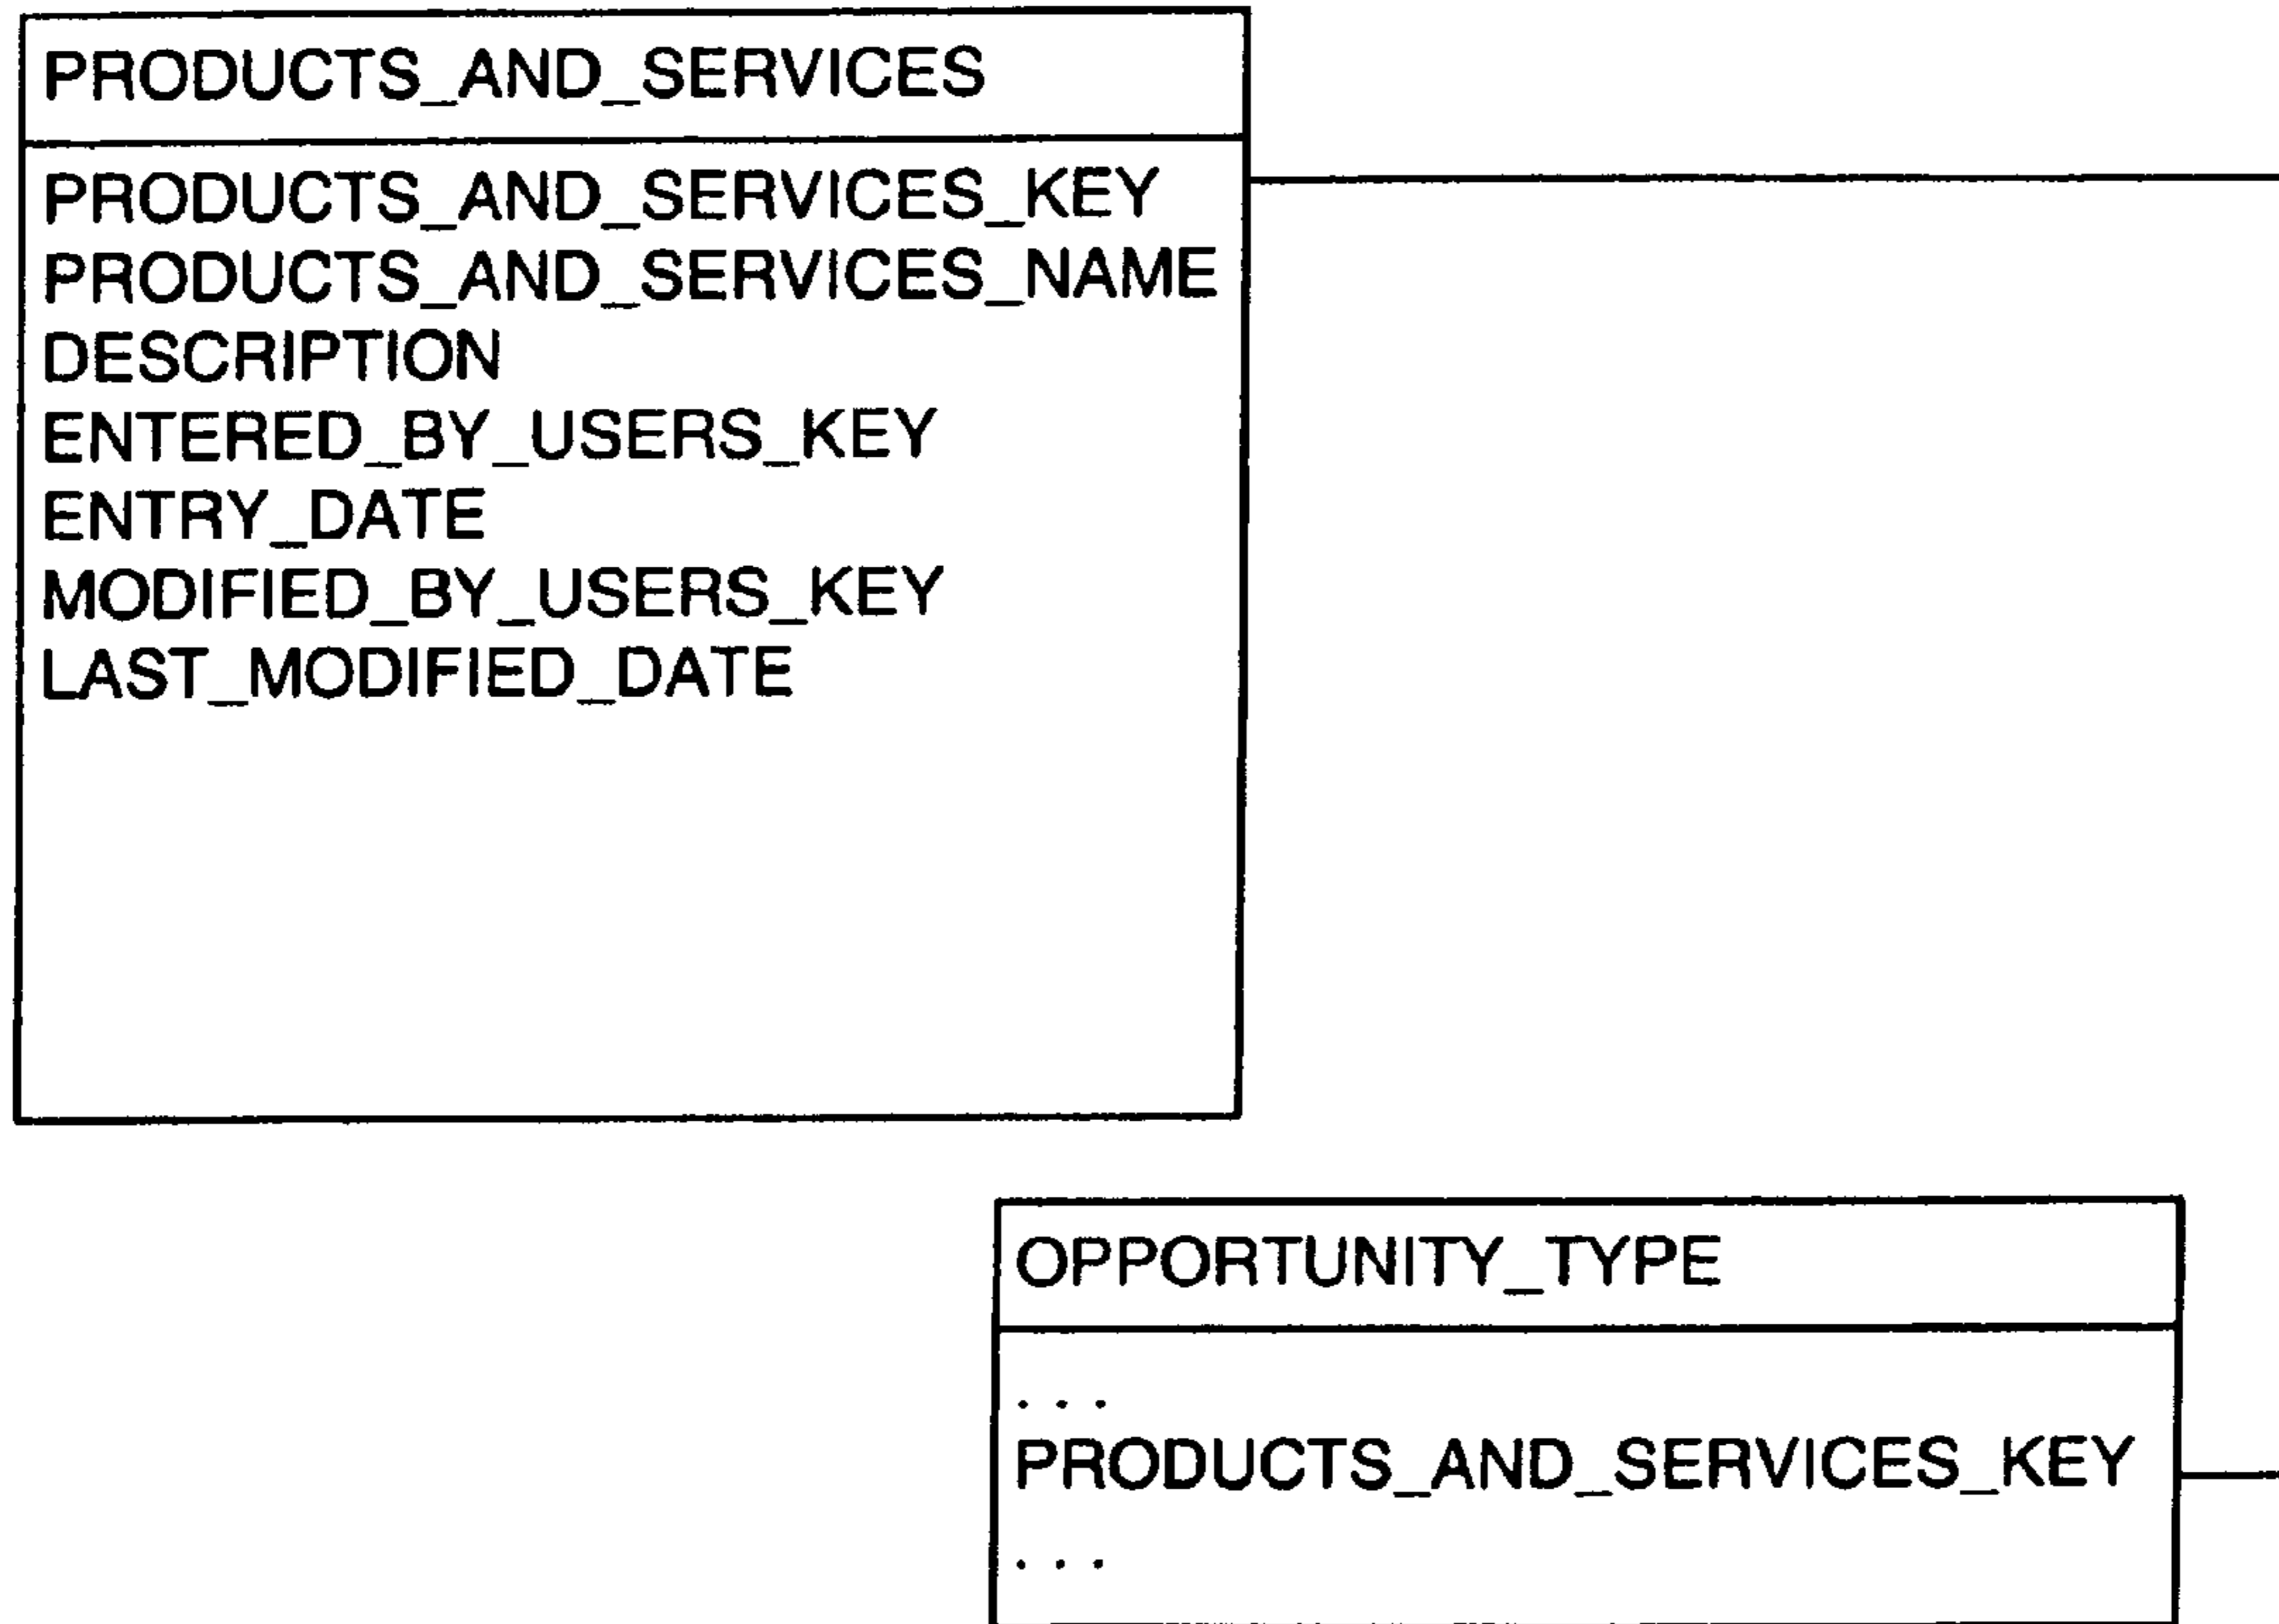 PRODUCTS_AND_SERVICES
PRODUCTS_AND_SERVICES_KEY
PRODUCTS_AND_SERVICES_NAME
DESCRIPTION
ENTERED_BY_USERS_KEY
ENTRY_DATE
MODIFIED_BY_USERS_KEY
LAST_MODIFIED_DATE
OPPORTUNITY_TYPE
. . .
PRODUCTS_AND_SERVICES_KEY
. . .